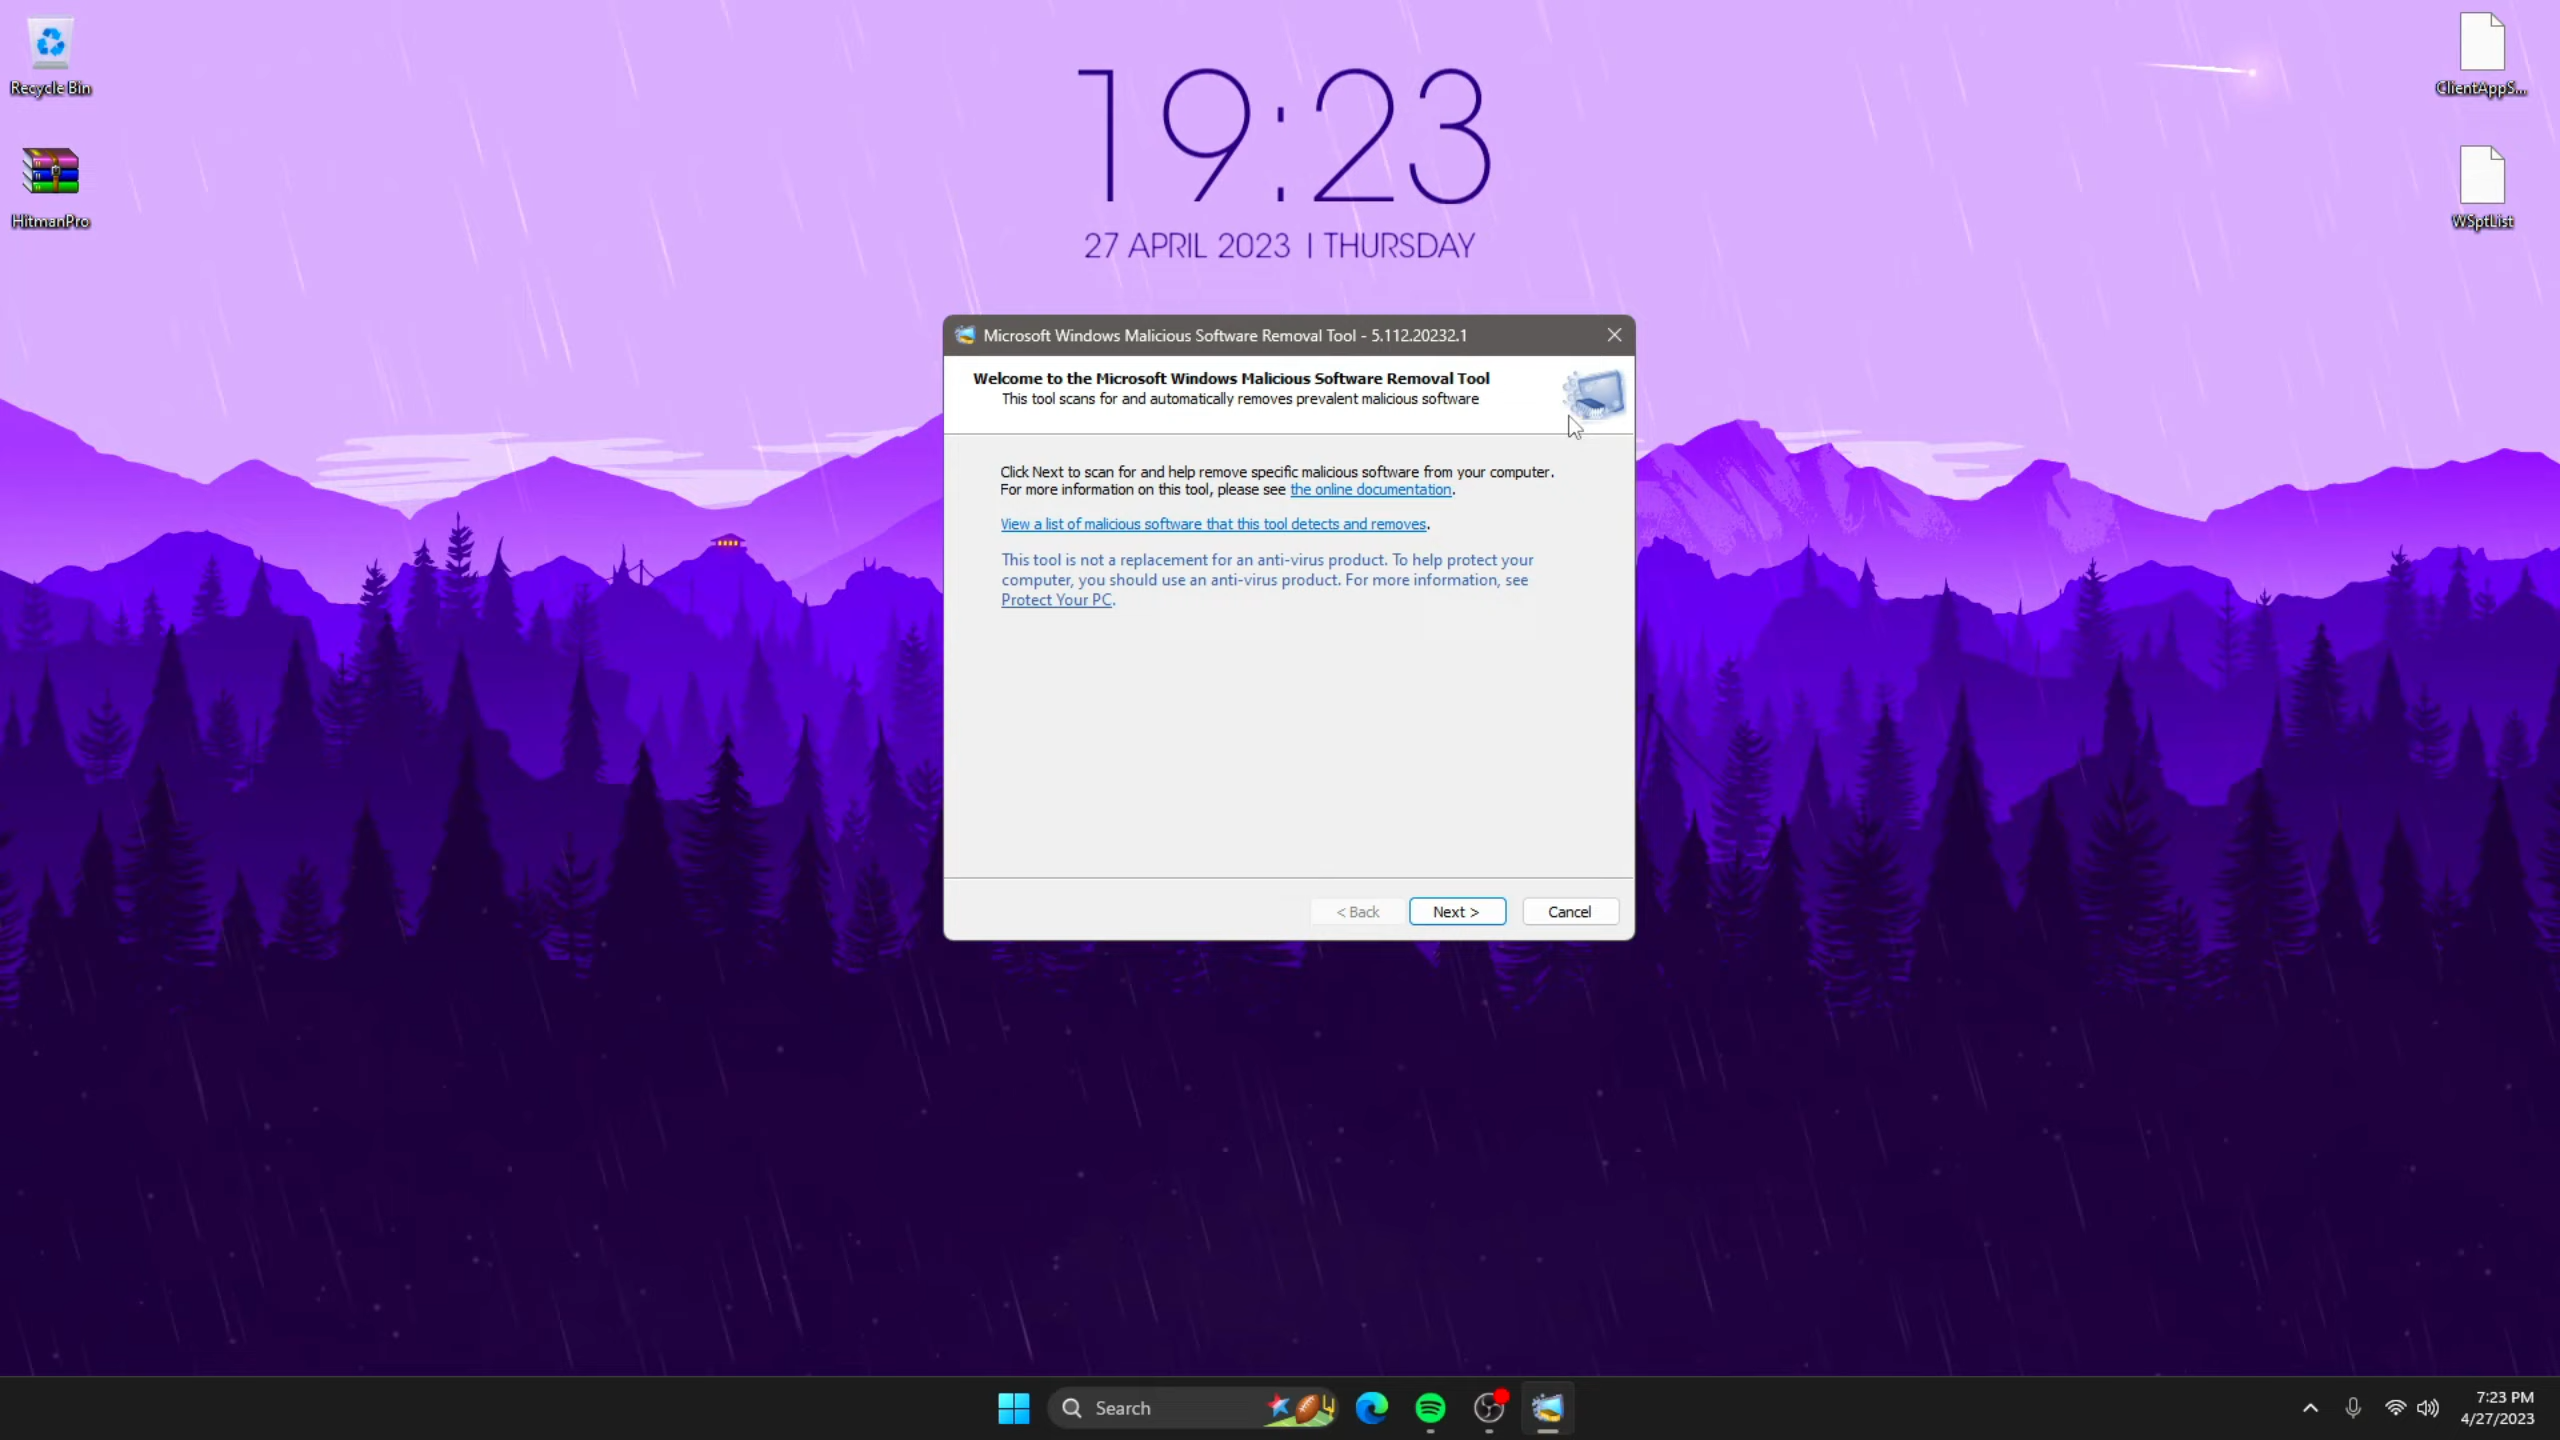 Recycle Bin
HitmanPro
19:23
27 APRIL 2023 | THURSDAY
ClientAppS...
WSptList
Microsoft Windows Malicious Software Removal Tool - 5.112.20232.1
Welcome to the Microsoft Windows Malicious Software Removal Tool
This tool scans for and automatically removes prevalent malicious software
Click Next to scan for and help remove specific malicious software from your computer.
For more information on this tool, please see the online documentation.
View a list of malicious software that this tool detects and removes.
This tool is not a replacement for an anti-virus product. To help protect your
computer, you should use an anti-virus product. For more information, see
Protect Your PC.
< Back
Next >
Cancel
Search
7:23 PM
4/27/2023